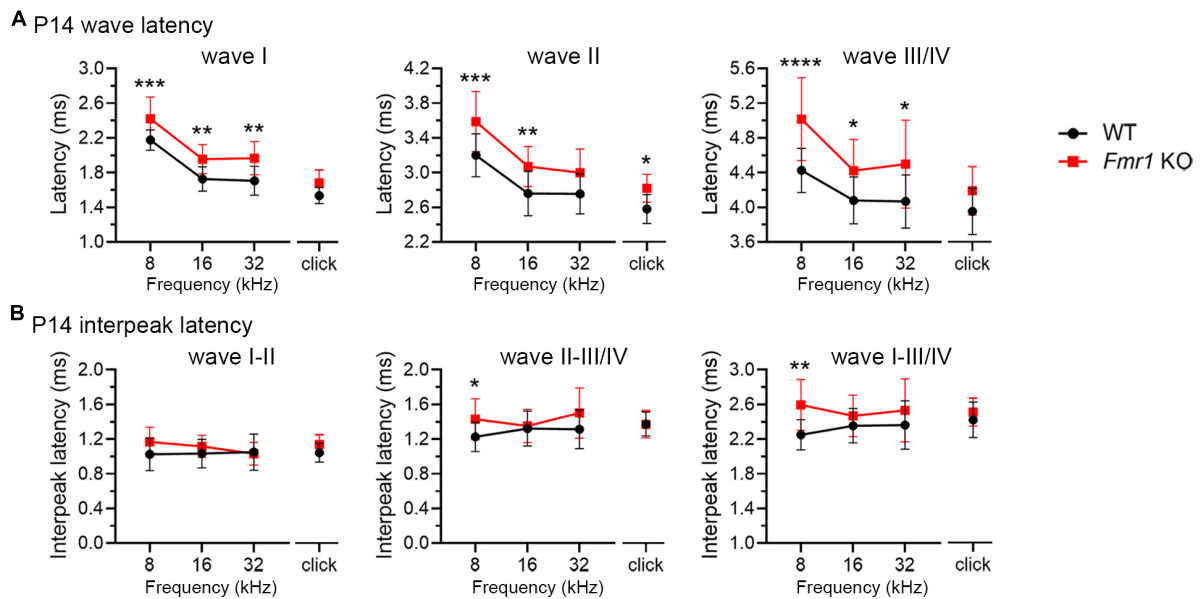 A P14 wave latency
wave I
wave II
wave III/IV
Latency (ms)
3.0
2.6
2.2
1.8
1.4
1.0
***
**
**
8 16 32 click
Frequency (kHz)
Latency (ms)
4.2
3.8
3.4
3.0
2.6
2.2
***
**
*
8 16 32 click
Frequency (kHz)
Latency (ms)
5.6
5.2
4.8
4.4
4.0
3.6
****
*
*
8 16 32 click
Frequency (kHz)
WT
Fmr1 KO
B P14 interpeak latency
wave I-II
wave II-III/IV
wave I-III/IV
Interpeak latency (ms)
2.0
1.6
1.2
0.8
0.4
0.0
8 16 32 click
Frequency (kHz)
Interpeak latency (ms)
2.0
1.6
1.2
0.8
0.4
0.0
*
8 16 32 click
Frequency (kHz)
Interpeak latency (ms)
3.0
2.6
2.2
1.8
1.4
1.0
**
8 16 32 click
Frequency (kHz)